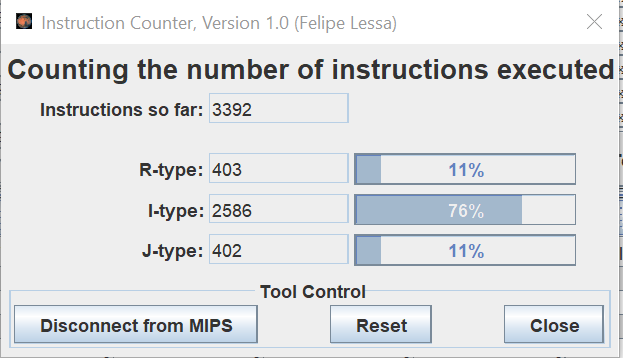 Instruction Counter, Version 1.0 (Felipe Lessa)
Counting the number of instructions executed
Instructions so far: 3392
R-type: 403 11%
I-type: 2586 76%
J-type: 402 11%
Tool Control
Disconnect from MIPS Reset Close